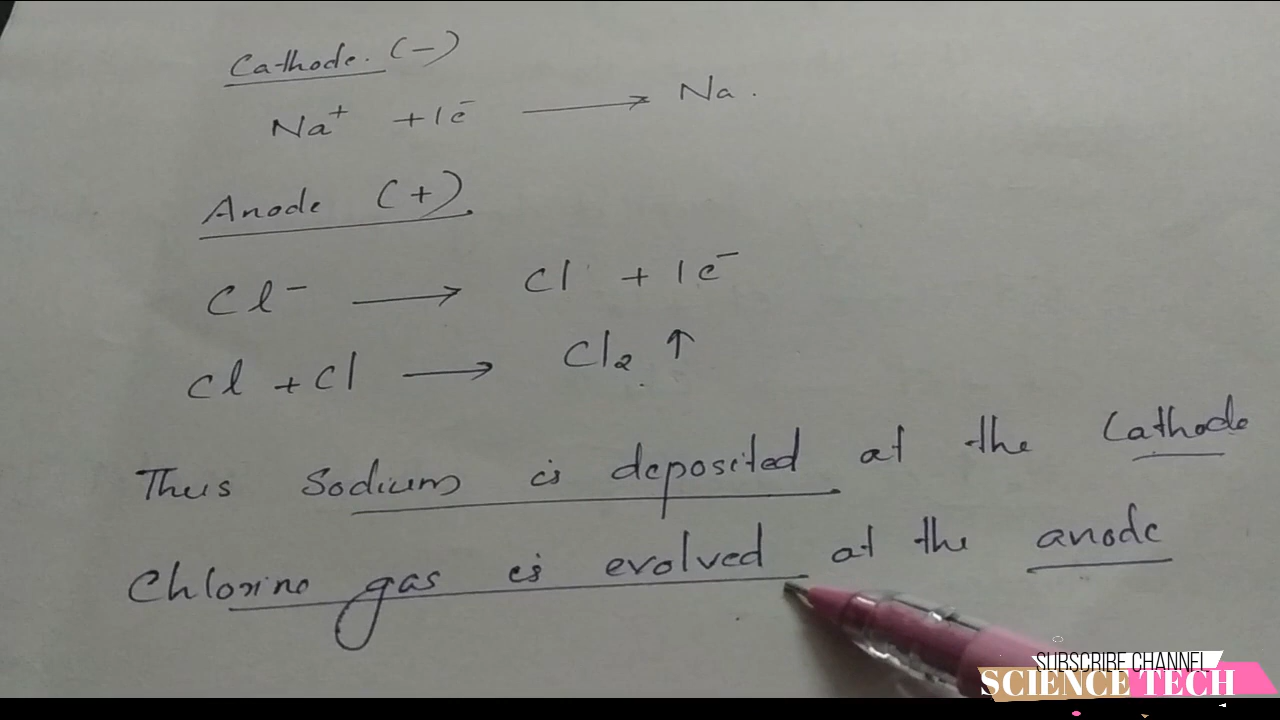 Cathode. (-)
Na⁺ + 1e⁻ ⟶ Na.
Anode (+).
Cl⁻ ⟶ Cl + 1e⁻
Cl + Cl ⟶ Cl₂ ↑
Thus Sodium is deposited at the Cathode
Chlorine gas is evolved at the anode
SUBSCRIBE CHANNEL
SCIENCE TECH